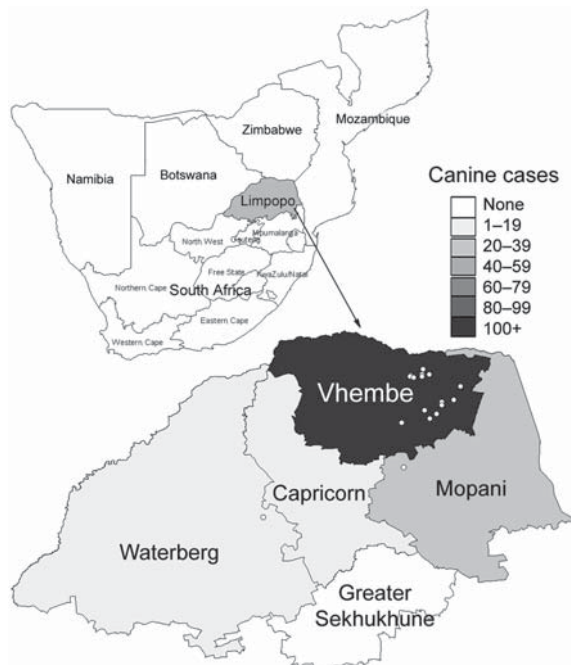 Zimbabwe
Mozambique
Namibia
Botswana
Limpopo
North West
Gauteng
Mpumalanga
Free State
KwaZulu/Natal
Northern Cape
South Africa
Eastern Cape
Western Cape
Canine cases
None
1–19
20–39
40–59
60–79
80–99
100+
Vhembe
Capricorn
Mopani
Waterberg
Greater
Sekhukhune